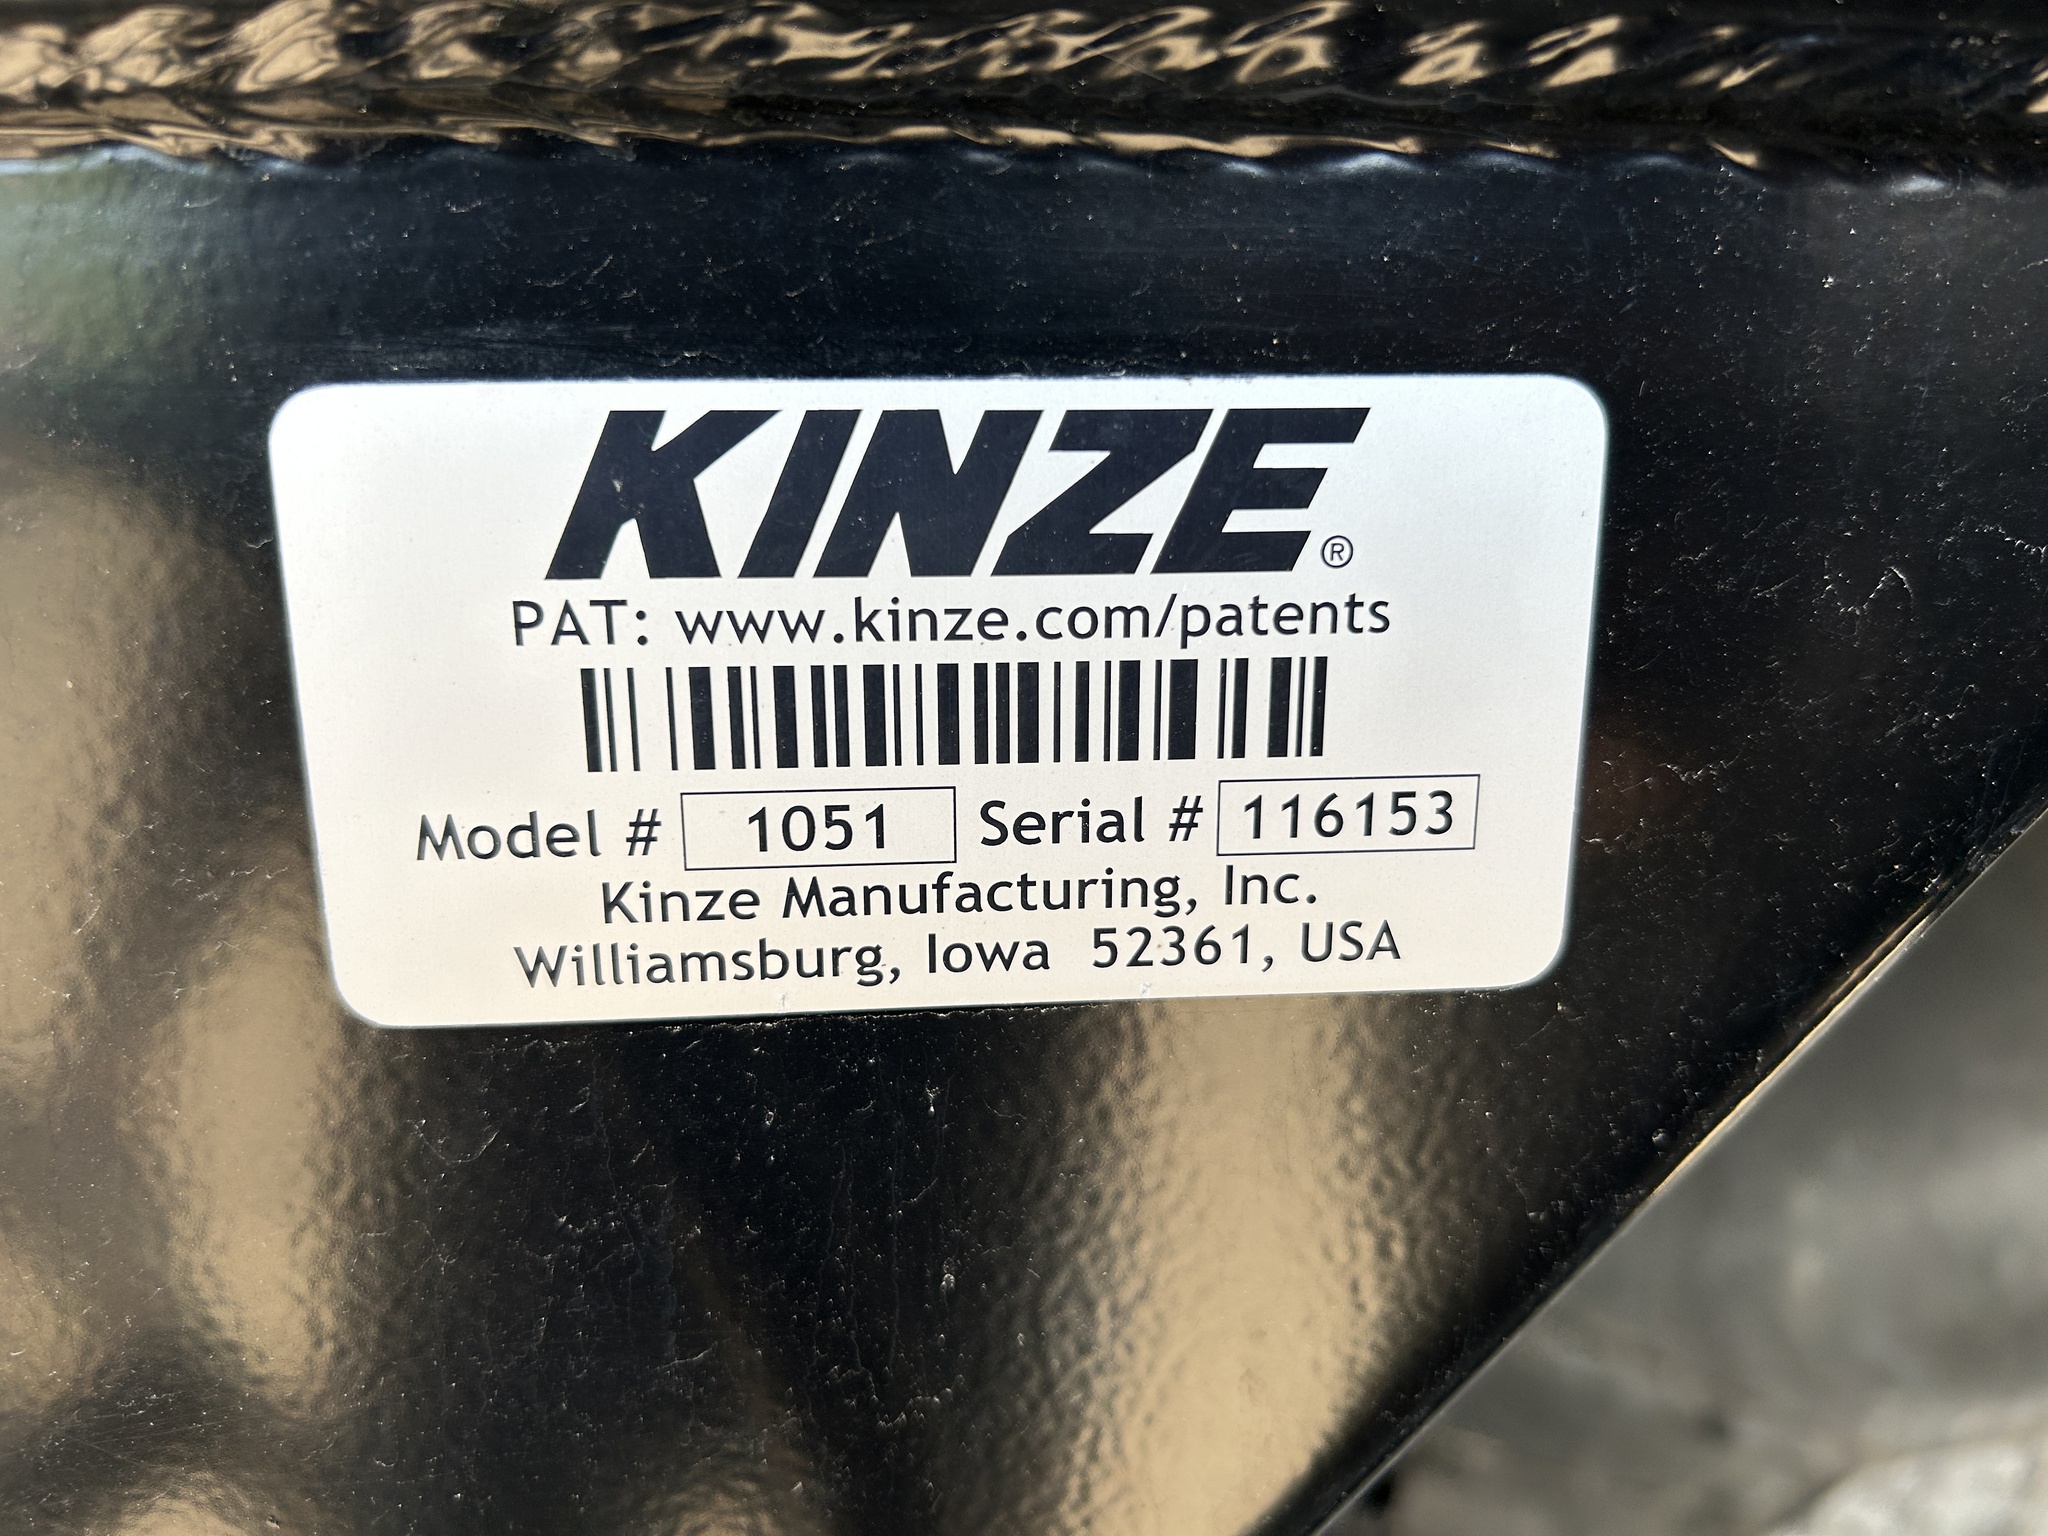 KINZE®
PAT: www.kinze.com/patents
Model # 1051 Serial # 116153
Kinze Manufacturing, Inc.
Williamsburg, Iowa 52361, USA